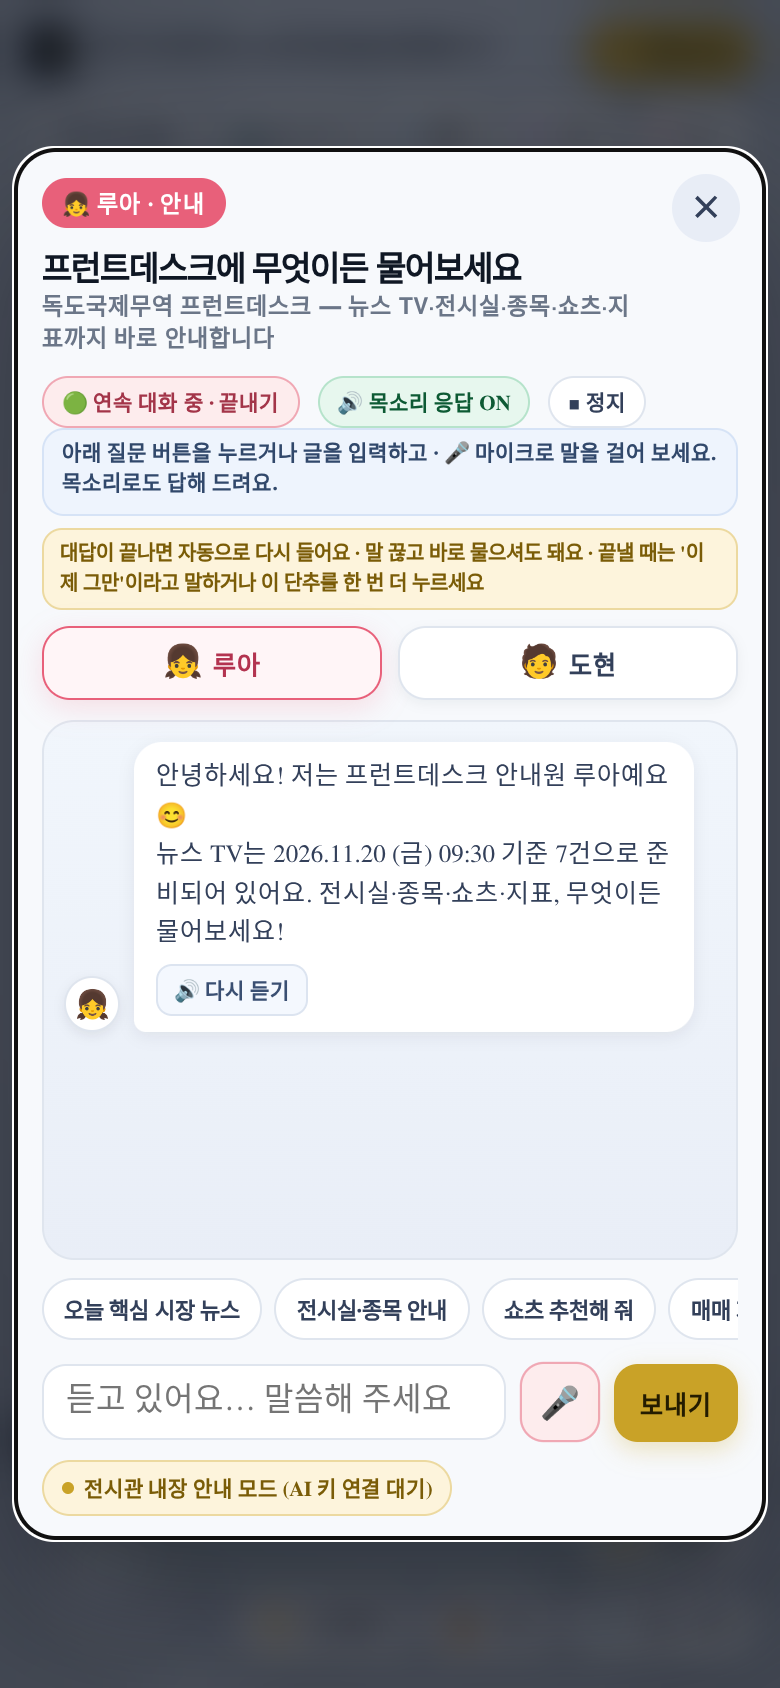 👧 루아 · 안내
✕
프런트데스크에 무엇이든 물어보세요
독도국제무역 프런트데스크 — 뉴스 TV·전시실·종목·쇼츠·지
표까지 바로 안내합니다
🟢 연속 대화 중 · 끝내기
🔊 목소리 응답 ON
■ 정지
아래 질문 버튼을 누르거나 글을 입력하고 · 🎤 마이크로 말을 걸어 보세요.
목소리로도 답해 드려요.
대답이 끝나면 자동으로 다시 들어요 · 말 끊고 바로 물으셔도 돼요 · 끝낼 때는 '이
제 그만'이라고 말하거나 이 단추를 한 번 더 누르세요
👧 루아
🧑 도현
안녕하세요! 저는 프런트데스크 안내원 루아예요
😊
뉴스 TV는 2026.11.20 (금) 09:30 기준 7건으로 준
비되어 있어요. 전시실·종목·쇼츠·지표, 무엇이든
물어보세요!
🔊 다시 듣기
오늘 핵심 시장 뉴스
전시실·종목 안내
쇼츠 추천해 줘
매매
듣고 있어요… 말씀해 주세요
보내기
전시관 내장 안내 모드 (AI 키 연결 대기)